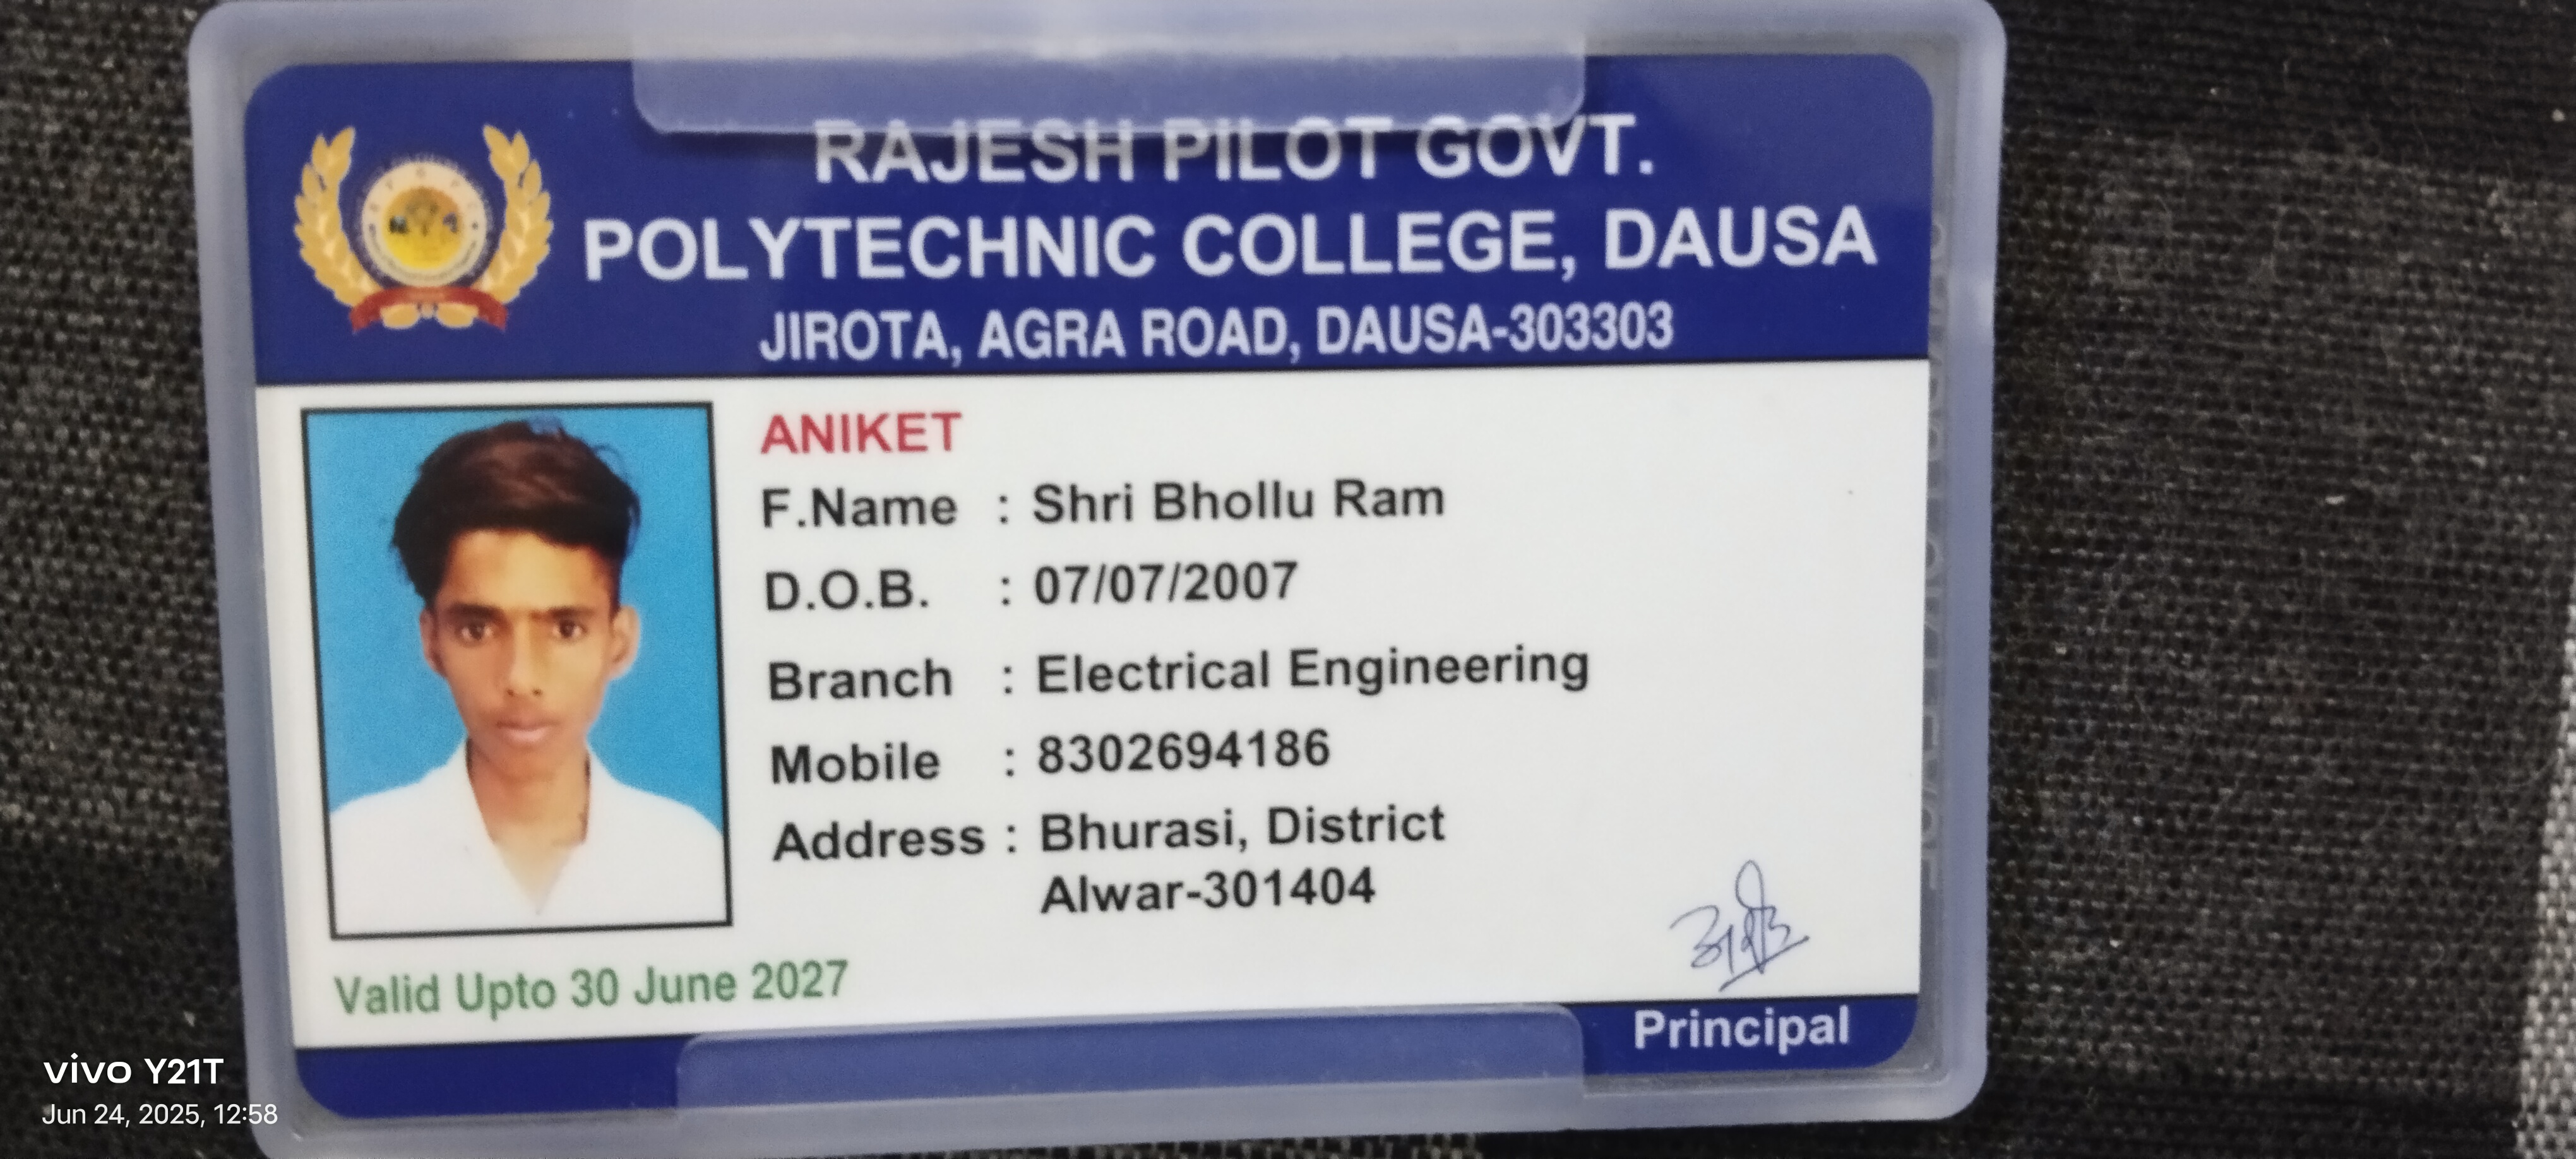 RAJESH PILOT GOVT.
POLYTECHNIC COLLEGE, DAUSA
JIROTA, AGRA ROAD, DAUSA-303303
ANIKET
F.Name : Shri Bhollu Ram
D.O.B. : 07/07/2007
Branch : Electrical Engineering
Mobile : 8302694186
Address : Bhurasi, District
Alwar-301404
Valid Upto 30 June 2027
Principal
vivo Y21T
Jun 24, 2025, 12:58